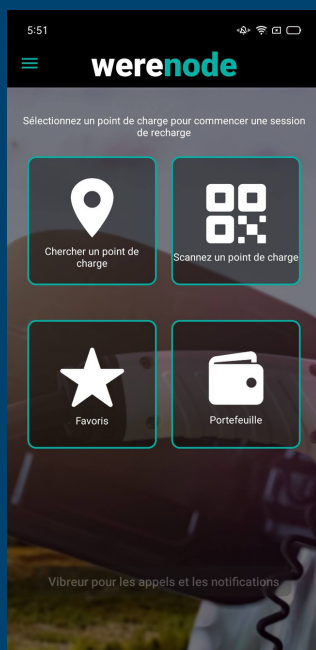 5:51
werenode
Sélectionnez un point de charge pour commencer une session
de recharge
Chercher un point de
charge
Scannez un point de charge
Favoris
Portefeuille
Vibreur pour les appels et les notifications